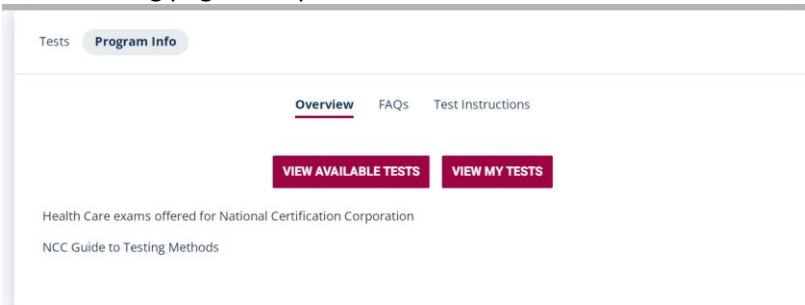 Tests Program Info
Overview FAQs Test Instructions
VIEW AVAILABLE TESTS VIEW MY TESTS
Health Care exams offered for National Certification Corporation
NCC Guide to Testing Methods